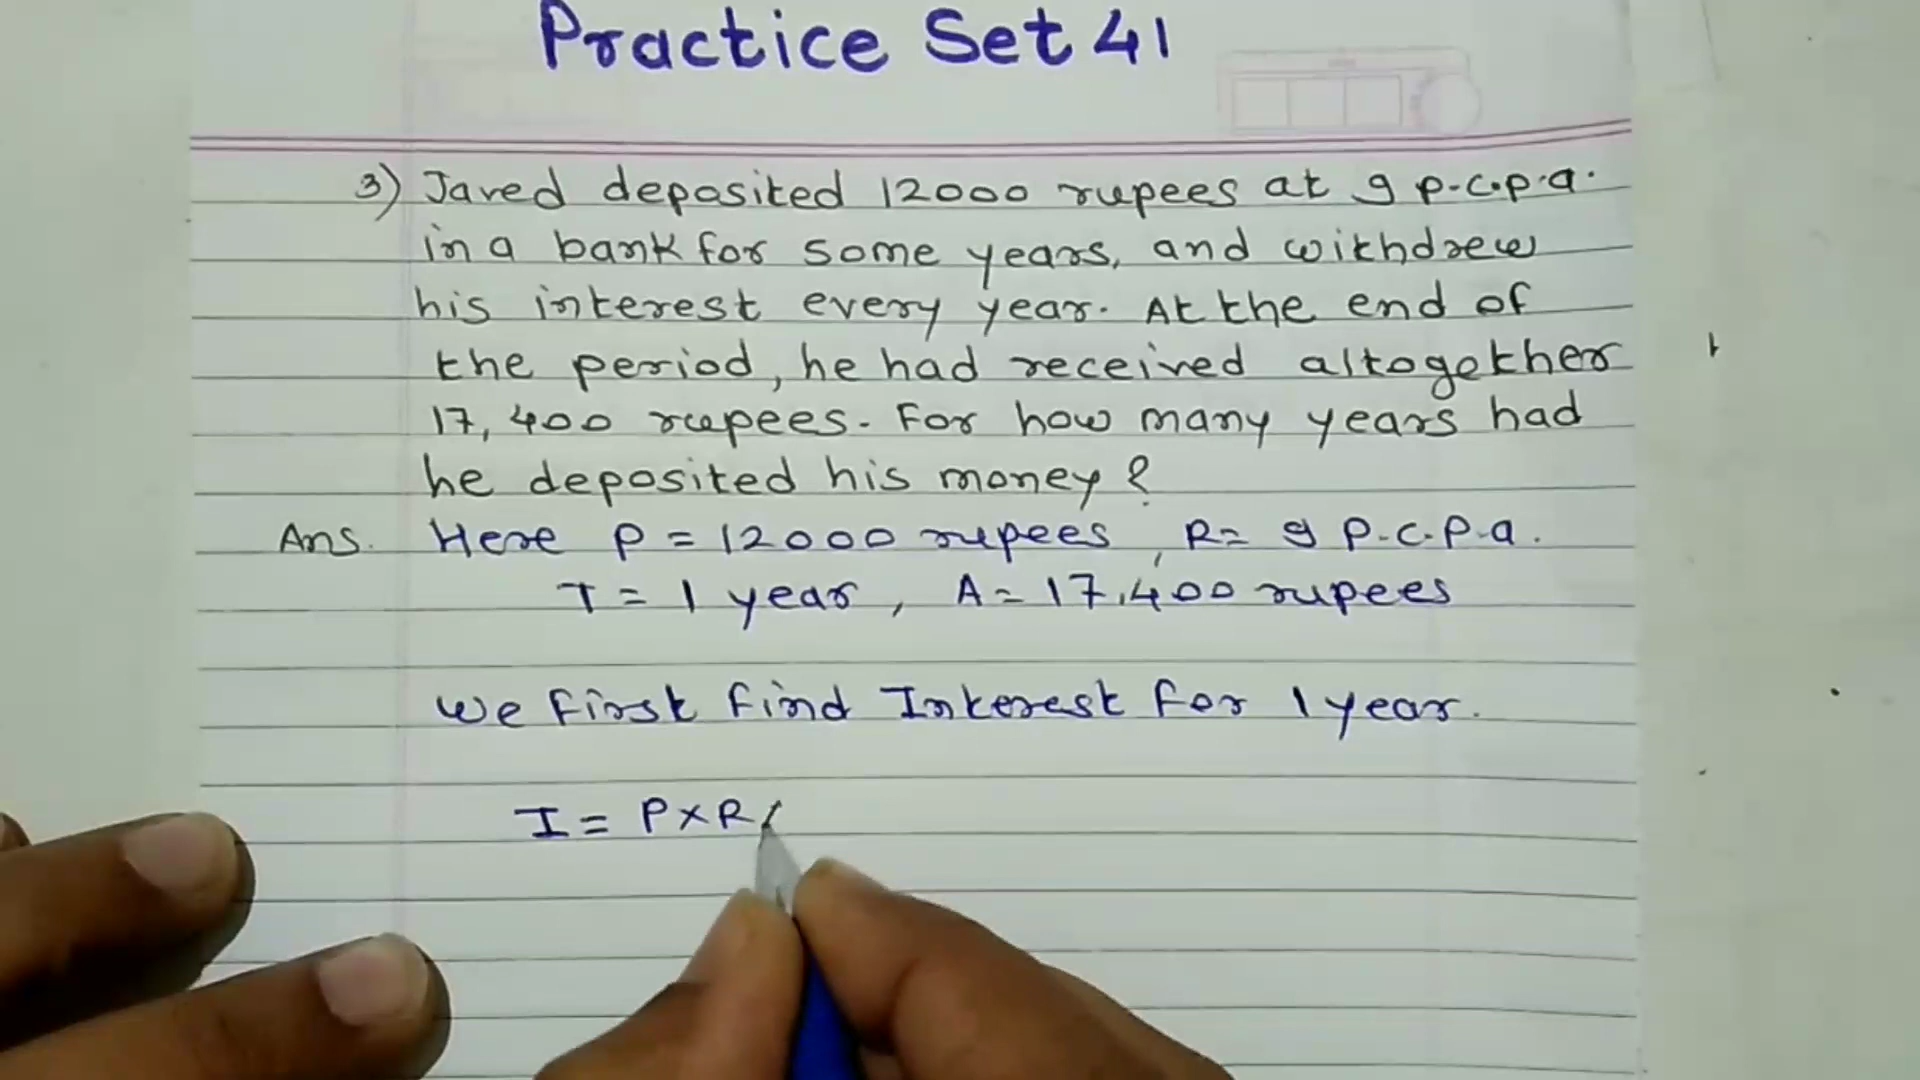 Practice Set 41
3) Javed deposited 12000 rupees at 9 p.c.p.a.
in a bank for some years, and withdrew
his interest every year. At the end of
the period, he had received altogether
17,400 rupees. For how many years had
he deposited his money?
Ans. Here P = 12000 rupees, R = 9 P.C.P.a.
T = 1 year, A = 17,400 rupees
We first find Interest for 1 year.
I = P×R